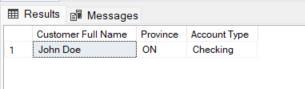 Results Messages
Customer Full Name Province Account Type
1 John Doe ON Checking